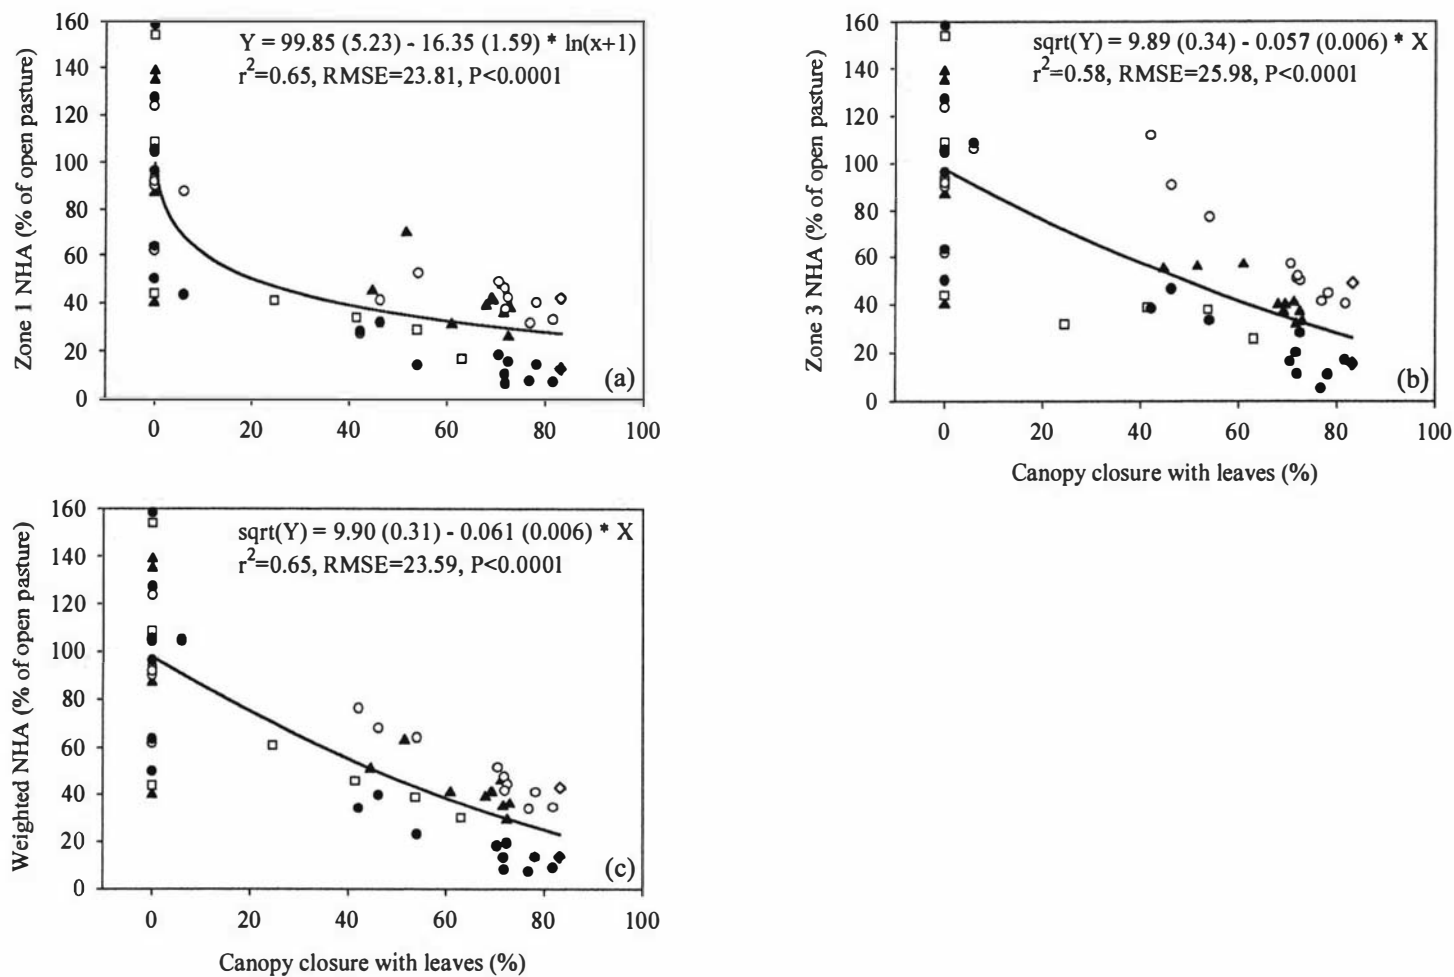 Zone 1 NHA (% of open pasture)
160
140
120
100
80
60
40
20
0
Y = 99.85 (5.23) - 16.35 (1.59) * ln(x+1)
r²=0.65, RMSE=23.81, P<0.0001
(a)
0 20 40 60 80 100
Zone 3 NHA (% of open pasture)
160
140
120
100
80
60
40
20
0
sqrt(Y) = 9.89 (0.34) - 0.057 (0.006) * X
r²=0.58, RMSE=25.98, P<0.0001
(b)
0 20 40 60 80 100
Canopy closure with leaves (%)
Weighted NHA (% of open pasture)
160
140
120
100
80
60
40
20
0
sqrt(Y) = 9.90 (0.31) - 0.061 (0.006) * X
r²=0.65, RMSE=23.59, P<0.0001
(c)
0 20 40 60 80 100
Canopy closure with leaves (%)